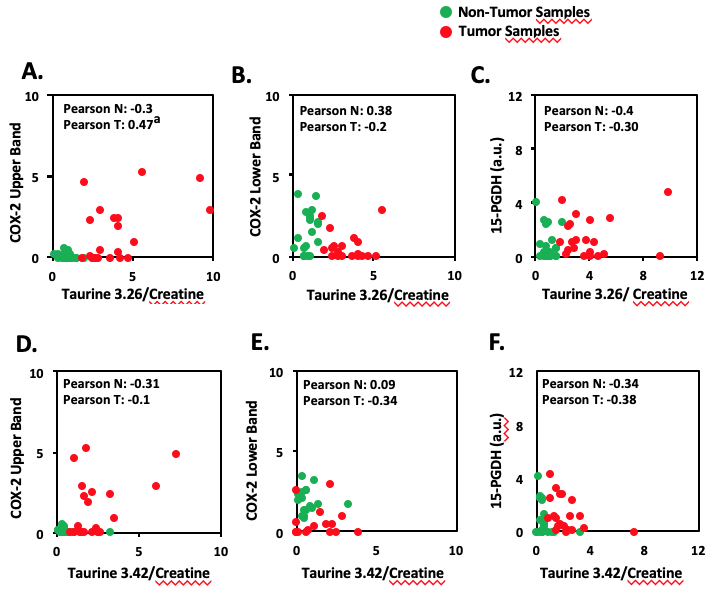 Non-Tumor Samples
Tumor Samples
A.
B.
C.
Pearson N: -0.3
Pearson T: 0.47a
COX-2 Upper Band
10
5
0
0
5
10
Taurine 3.26/Creatine
Pearson N: 0.38
Pearson T: -0.2
COX-2 Lower Band
10
5
0
0
5
10
Taurine 3.26/Creatine
Pearson N: -0.4
Pearson T: -0.30
15-PGDH (a.u.)
12
8
4
0
0
4
8
12
Taurine 3.26/ Creatine
D.
E.
F.
Pearson N: -0.31
Pearson T: -0.1
COX-2 Upper Band
10
5
0
0
5
10
Taurine 3.42/Creatine
Pearson N: 0.09
Pearson T: -0.34
COX-2 Lower Band
10
5
0
0
5
10
Taurine 3.42/Creatine
Pearson N: -0.34
Pearson T: -0.38
15-PGDH (a.u.)
12
8
4
0
0
4
8
12
Taurine 3.42/Creatine